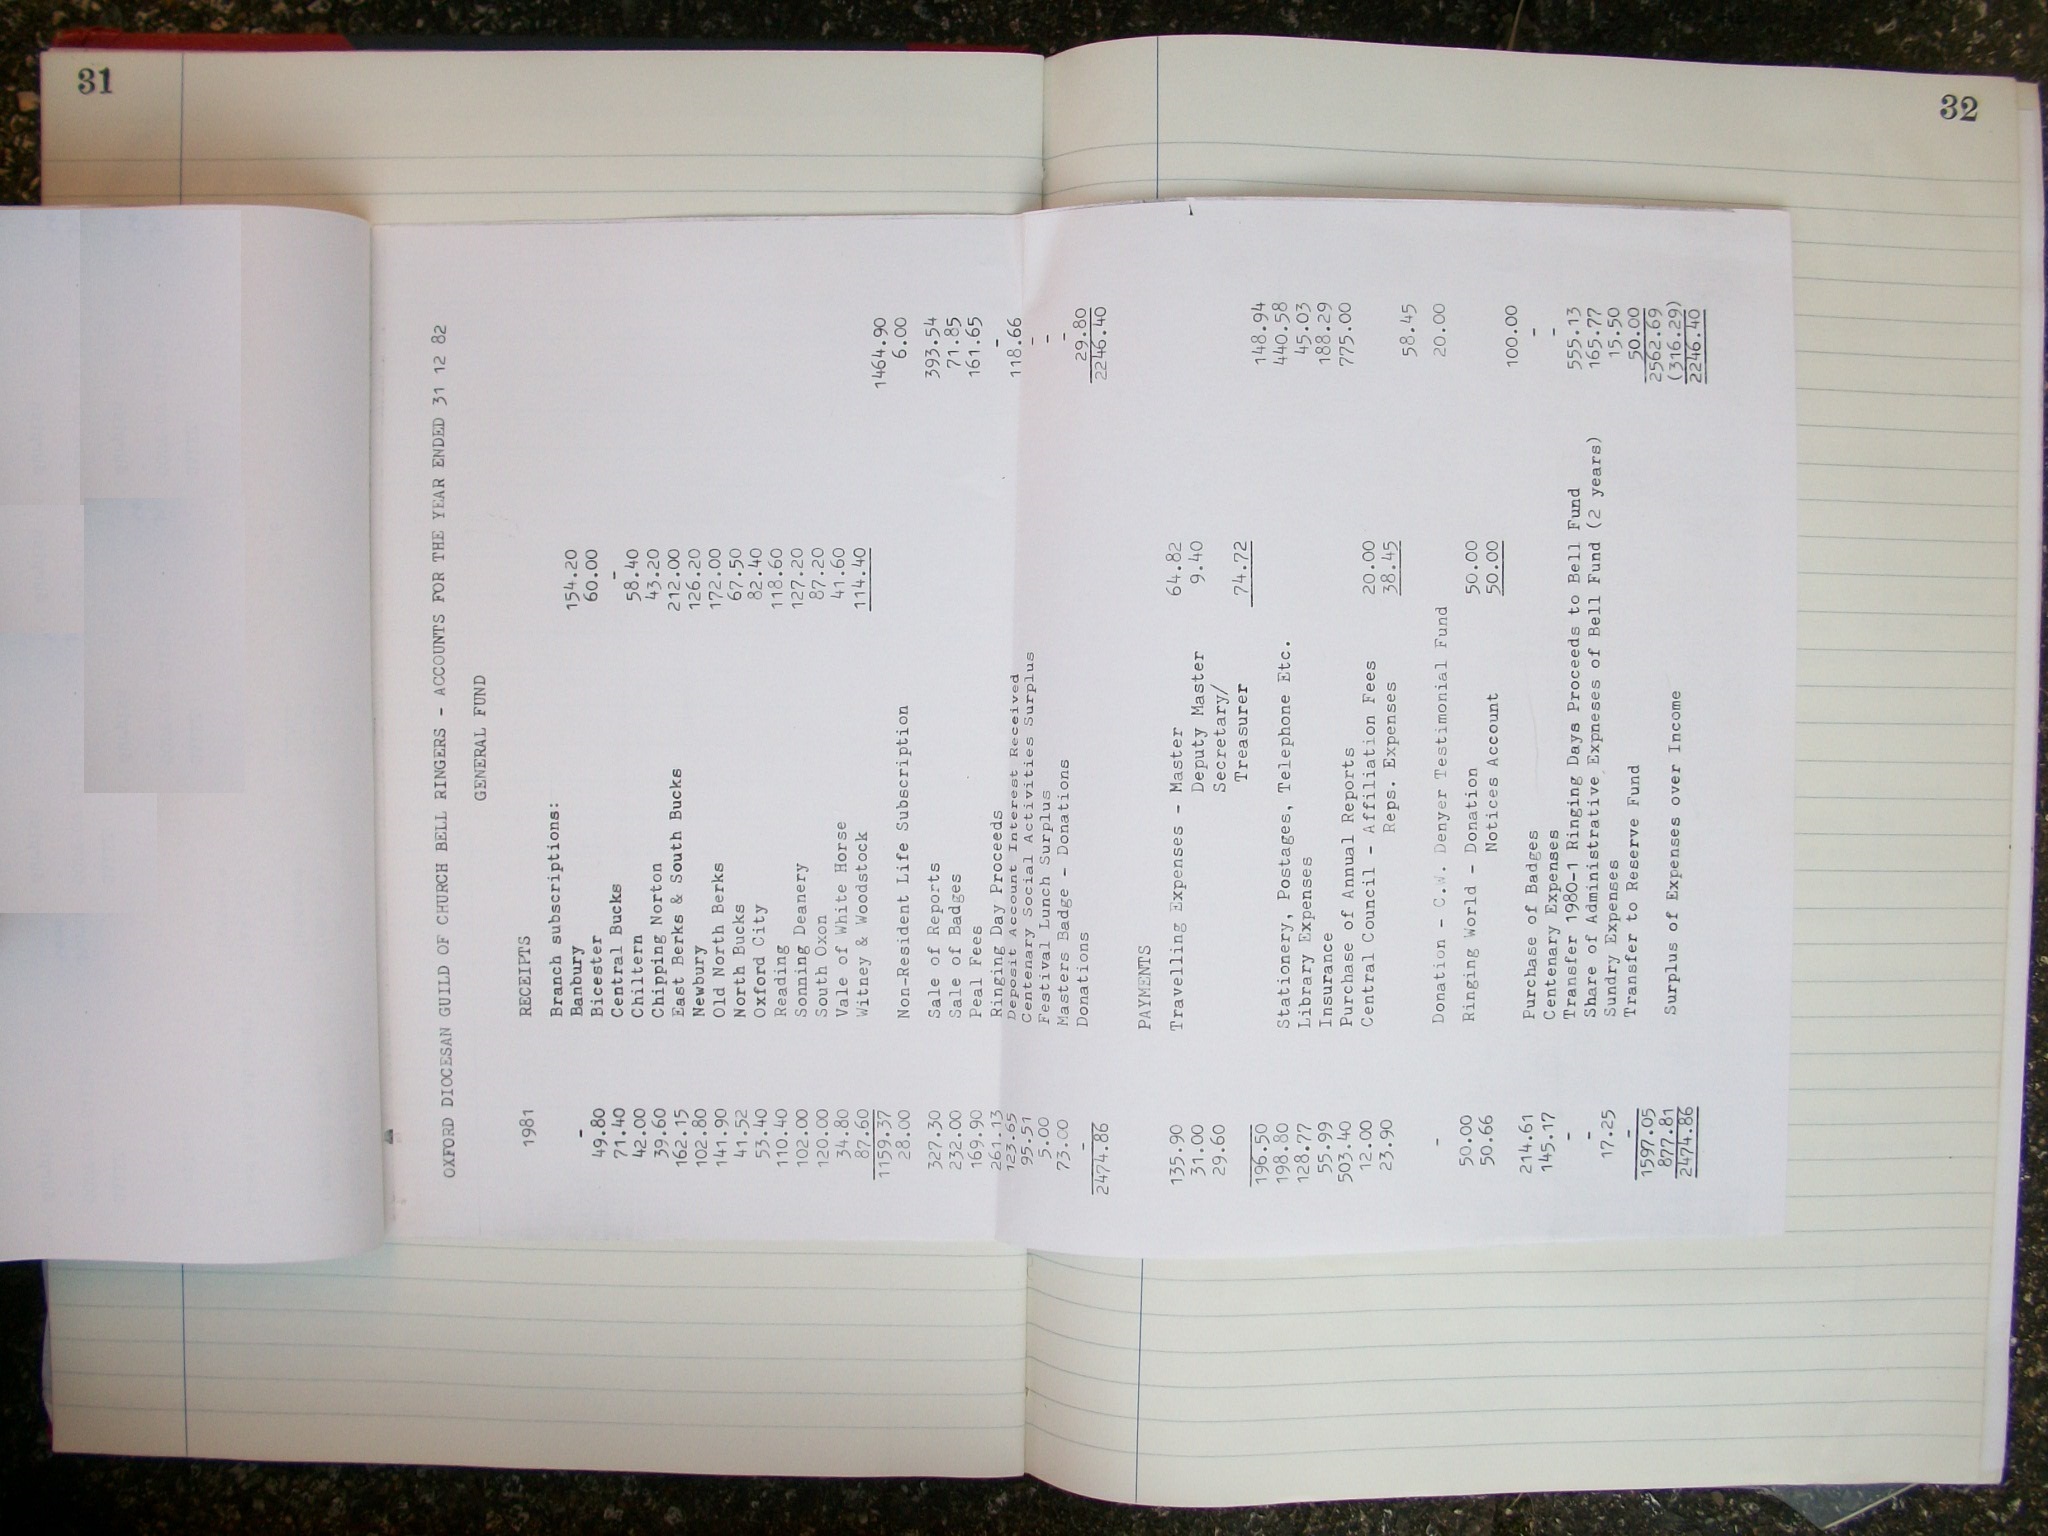 31
32
OXFORD DIOCESAN GUILD OF CHURCH BELL RINGERS - ACCOUNTS FOR THE YEAR ENDED 31 12 82
GENERAL FUND
1981 RECEIPTS
Branch subscriptions:
- Banbury 154.20
49.80 Bicester 60.00
71.40 Central Bucks -
42.00 Chiltern 58.40
39.60 Chipping Norton 43.20
162.15 East Berks & South Bucks 212.00
102.80 Newbury 126.20
141.90 Old North Berks 172.00
41.52 North Bucks 67.50
53.40 Oxford City 82.40
110.40 Reading 118.60
102.00 Sonning Deanery 127.20
120.00 South Oxon 87.20
34.80 Vale of White Horse 41.60
87.60 Witney & Woodstock 114.40
1159.37 1464.90
28.00 Non-Resident Life Subscription 6.00
327.30 Sale of Reports 393.54
232.00 Sale of Badges 71.85
169.90 Peal Fees 161.65
261.13 Ringing Day Proceeds -
123.65 Deposit Account Interest Received 118.66
95.51 Centenary Social Activities Surplus -
5.00 Festival Lunch Surplus -
73.00 Masters Badge - Donations -
- Donations 29.80
2474.86 2246.40
PAYMENTS
135.90 Travelling Expenses - Master 64.82
31.00 Deputy Master 9.40
29.60 Secretary/
Treasurer 74.72
196.50 148.94
198.80 Stationery, Postages, Telephone Etc. 440.58
128.77 Library Expenses 45.03
55.99 Insurance 188.29
503.40 Purchase of Annual Reports 775.00
12.00 Central Council - Affiliation Fees 20.00
23.90 Reps. Expenses 38.45
58.45
- Donation - C.W. Denyer Testimonial Fund 20.00
50.00 Ringing World - Donation 50.00
50.66 Notices Account 50.00
100.00
214.61 Purchase of Badges -
145.17 Centenary Expenses -
- Transfer 1980-1 Ringing Days Proceeds to Bell Fund 555.13
- Share of Administrative Expneses of Bell Fund (2 years) 165.77
17.25 Sundry Expenses 15.50
- Transfer to Reserve Fund 50.00
1597.05 2562.69
877.81 Surplus of Expenses over Income (316.29)
2474.86 2246.40